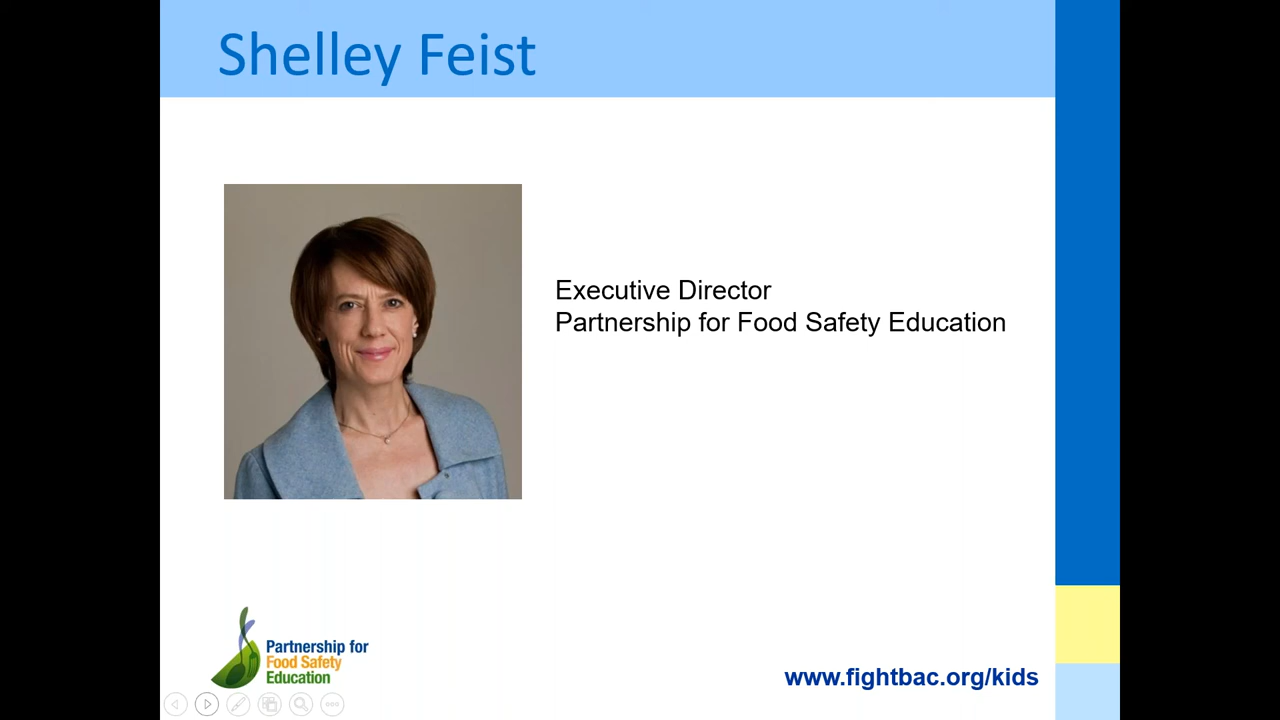 Shelley Feist
Executive Director
Partnership for Food Safety Education
Partnership for
Food Safety
Education
www.fightbac.org/kids